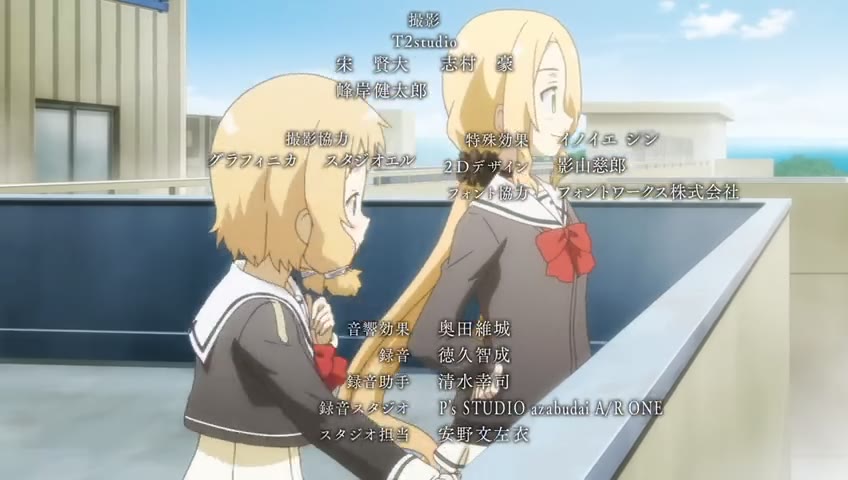 撮影
T2studio
宋　賢大　志村　豪
峰岸健太郎
撮影協力
グラフィニカ　スタジオエル
特殊効果　イノイエ シン
2Dデザイン　影山慈郎
フォント協力　フォントワークス株式会社
音響効果　奥田維城
録音　徳久智成
録音助手　清水幸司
録音スタジオ　P's STUDIO azabudai A/R ONE
スタジオ担当　安野文左衣